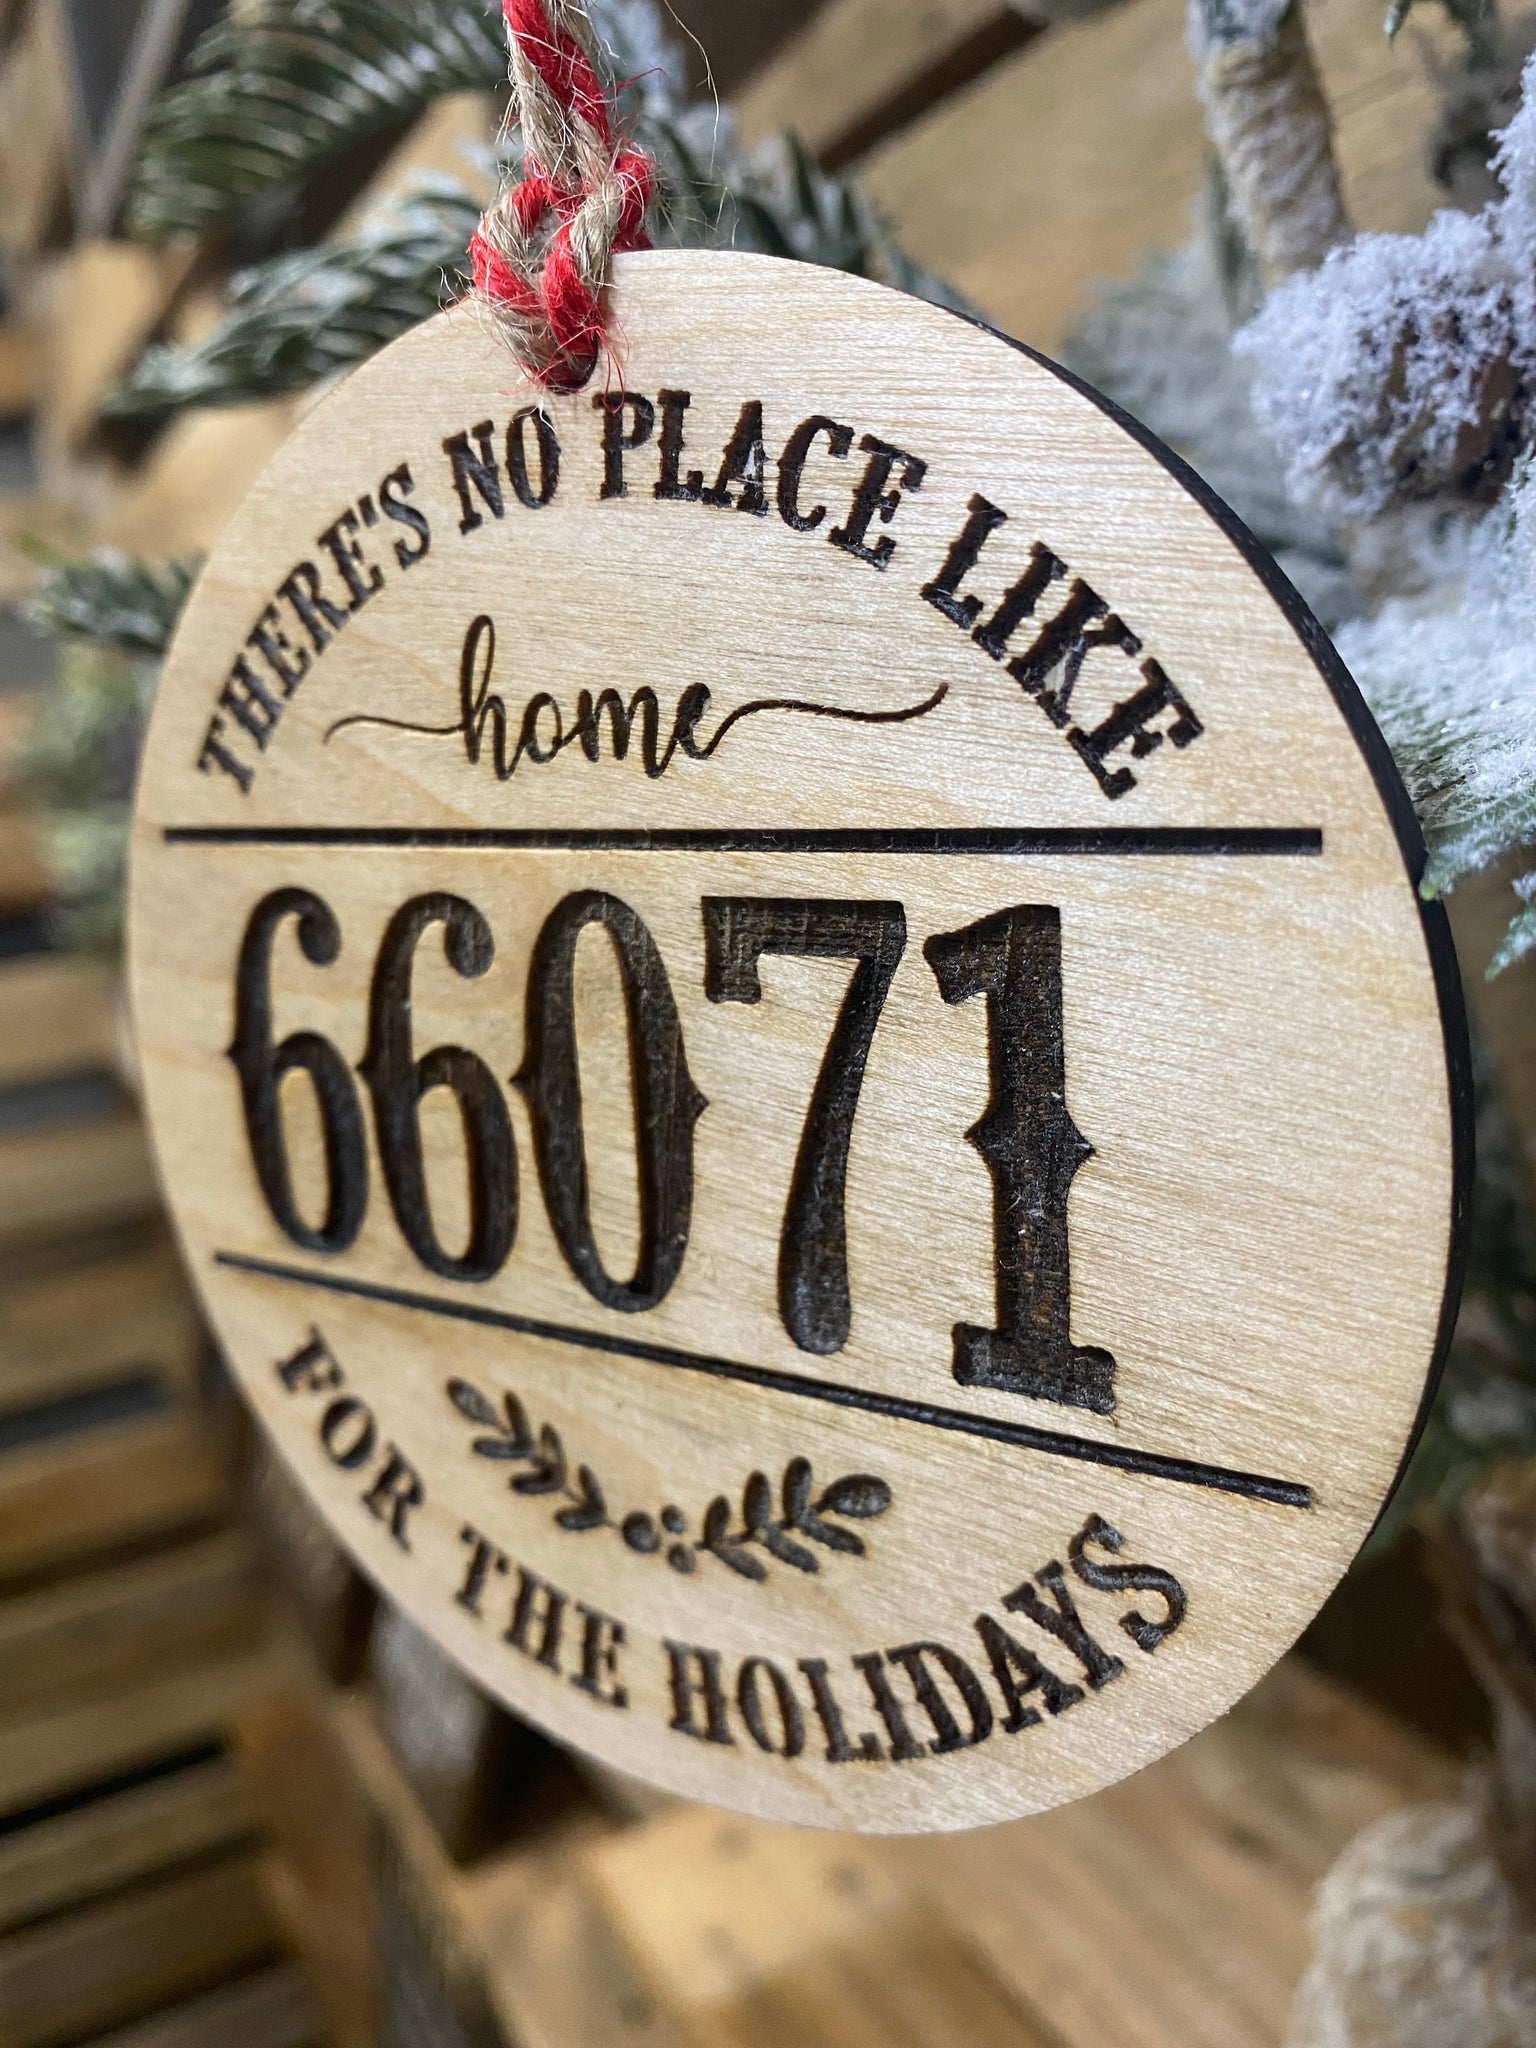 THERE'S NO PLACE LIKE
home
66071
FOR THE HOLIDAYS